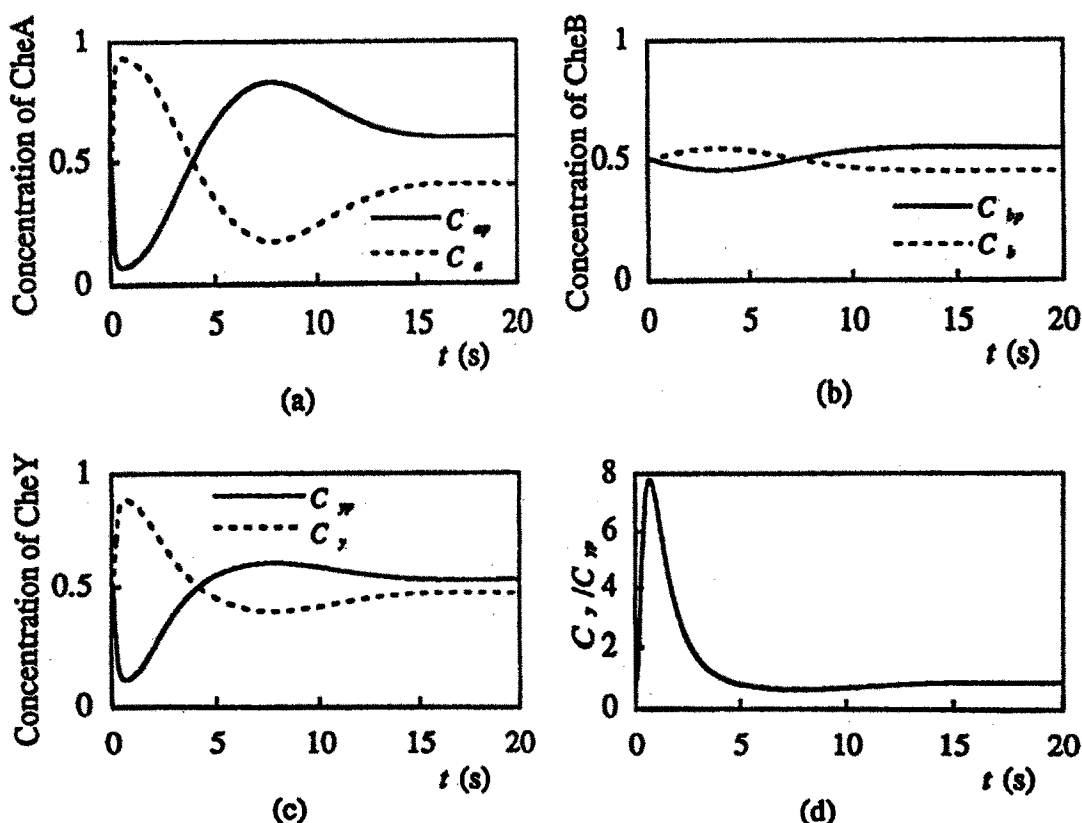 Concentration of CheA
1
0.5
0
C ap
C a
0 5 10 15 20
t (s)
(a)
Concentration of CheB
1
0.5
0
C bp
C b
0 5 10 15 20
t (s)
(b)
Concentration of CheY
1
0.5
0
C yp
C y
0 5 10 15 20
t (s)
(c)
C y /C yp
8
6
4
2
0
0 5 10 15 20
t (s)
(d)